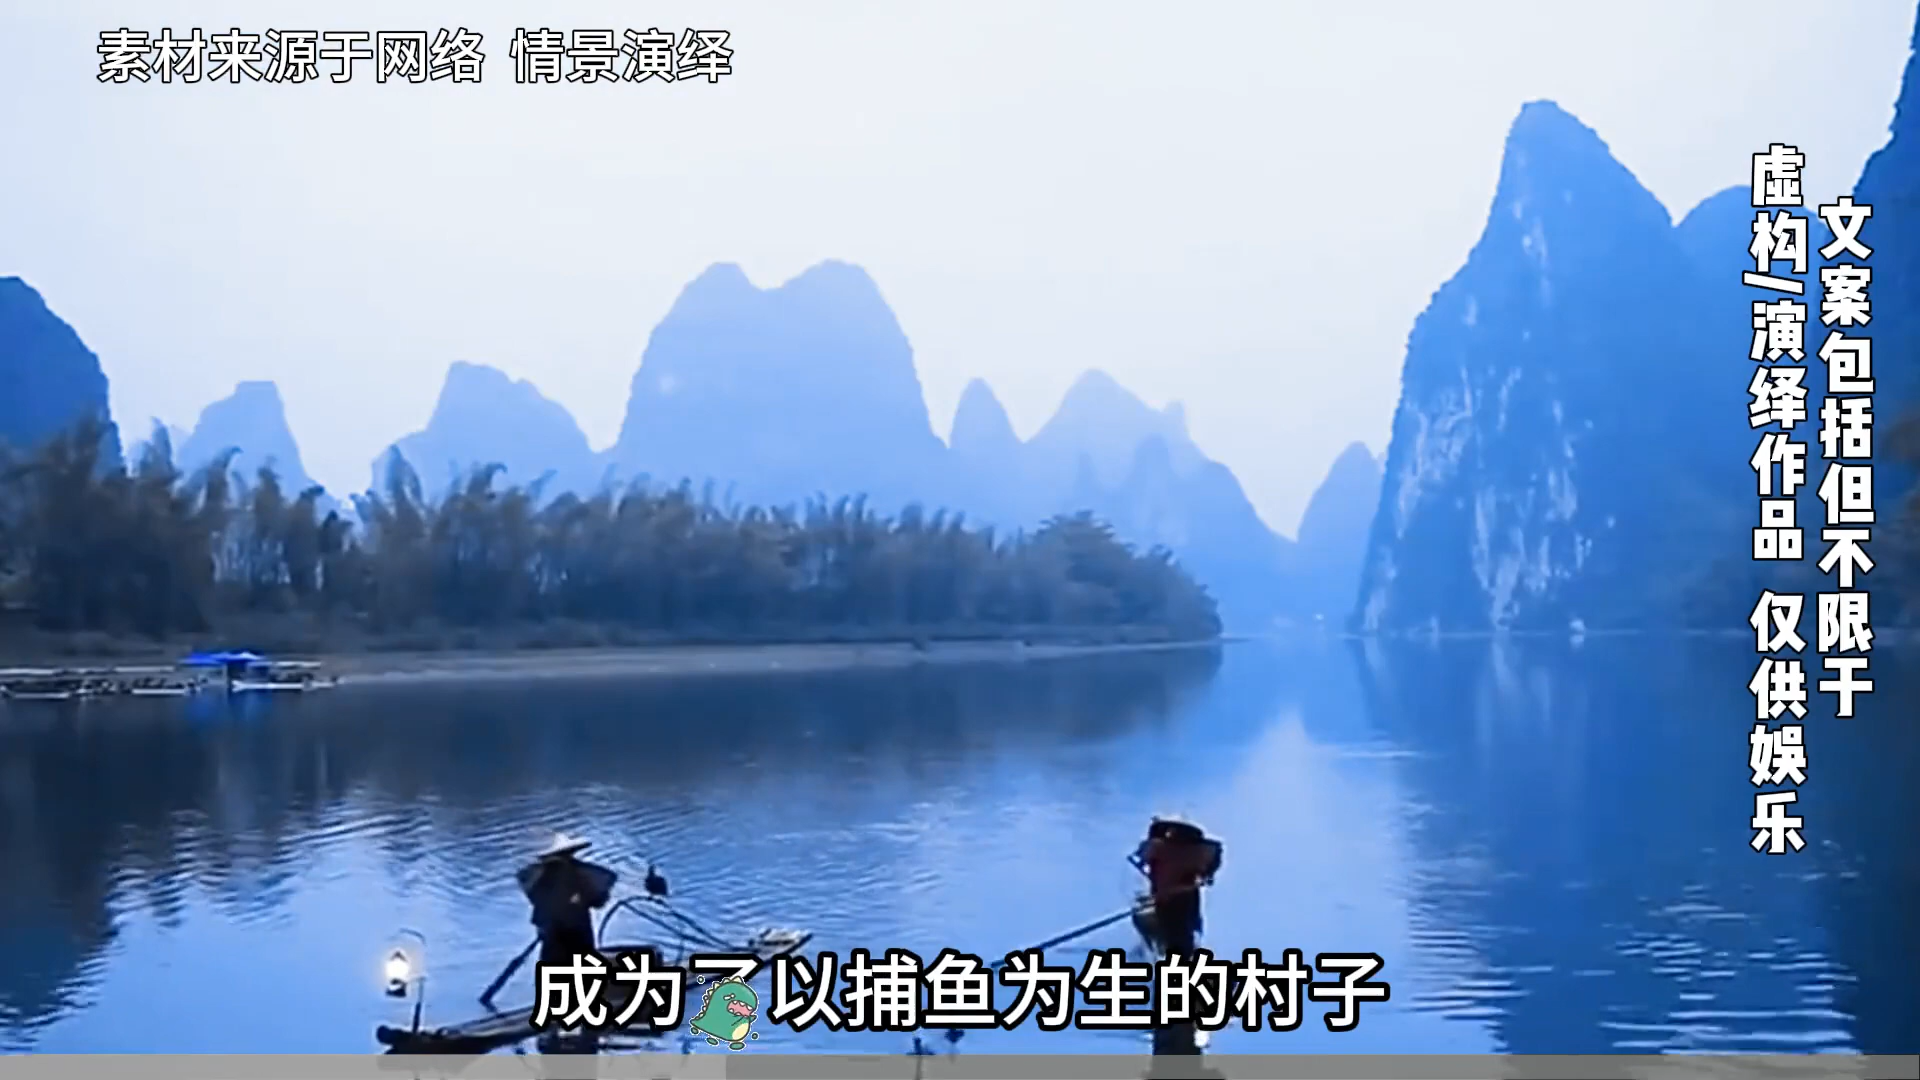 素材来源于网络 情景演绎
文案包括但不限于
虚构/演绎作品 仅供娱乐
成为了以捕鱼为生的村子